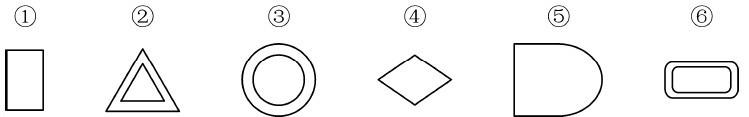 ① ② ③ ④ ⑤ ⑥